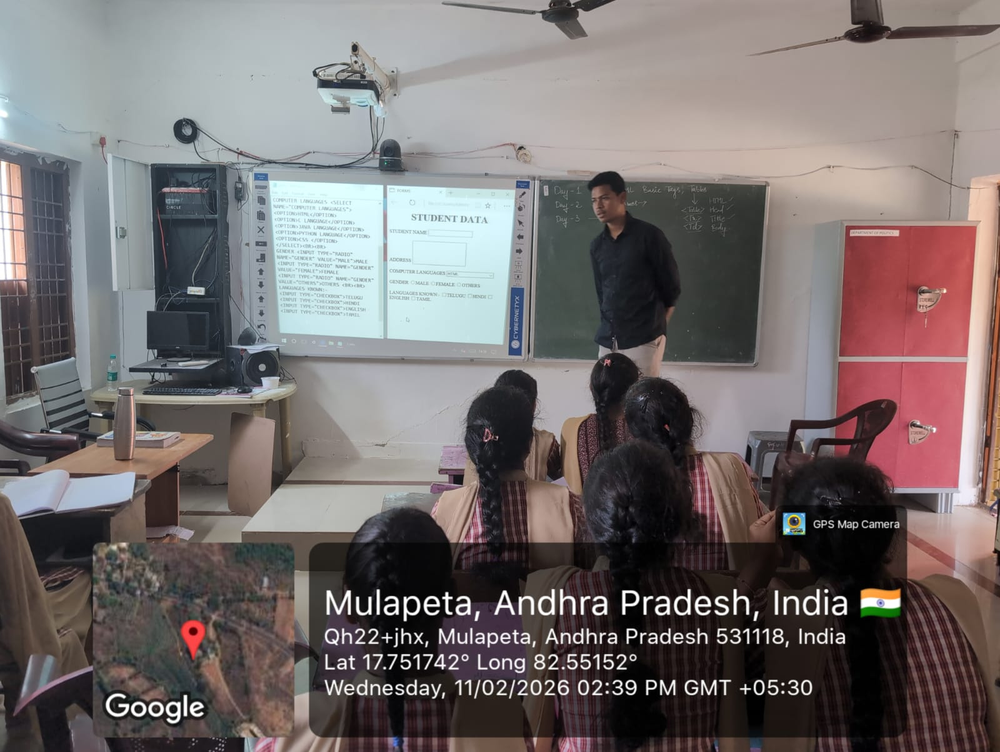 CIRCLE
COMPUTER LANGUAGES <SELECT
NAME="COMPUTER LANGUAGES">
<OPTION>HTML</OPTION>
<OPTION>C LANGUAGE</OPTION>
<OPTION>JAVA LANGUAGE</OPTION>
<OPTION>PYTHON LANGUAGE</OPTION>
<OPTION>CSS </OPTION>
</SELECT><BR><BR>
GENDER <INPUT TYPE="RADIO"
NAME="GENDER" VALUE="MALE">MALE
<INPUT TYPE="RADIO" NAME="GENDER"
VALUE="FEMALE">FEMALE
<INPUT TYPE="RADIO" NAME="GENDER"
VALUE="OTHERS">OTHERS <BR><BR>
LANGUAGES KNOWN:-
<INPUT TYPE="CHECKBOX">TELUGU
<INPUT TYPE="CHECKBOX">HINDI
<INPUT TYPE="CHECKBOX">ENGLISH
<INPUT TYPE="CHECKBOX">TAMIL
FORMS
STUDENT DATA
STUDENT NAME
ADDRESS
COMPUTER LANGUAGES HTML
GENDER MALE FEMALE OTHERS
LANGUAGES KNOWN:- TELUGU HINDI
ENGLISH TAMIL
CYBERNETYX
Day - 1 Basic Tags, Tables
Day - 2
Day - 3
HTML
<Table> Head
<Tr> Title
<Td> Body
DEPARTMENT OF POLITICS
STOREWELL
STOREWELL
GPS Map Camera
Google
Mulapeta, Andhra Pradesh, India
Qh22+jhx, Mulapeta, Andhra Pradesh 531118, India
Lat 17.751742° Long 82.55152°
Wednesday, 11/02/2026 02:39 PM GMT +05:30